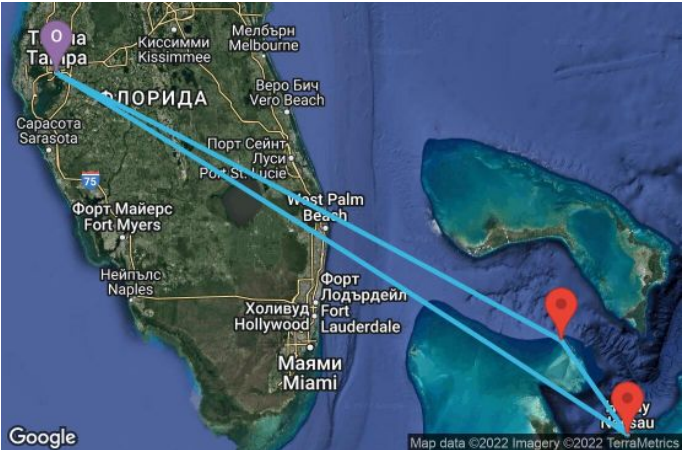 O
Тампа
Tampa
Киссимми
Kissimmee
Мелбърн
Melbourne
ФЛОРИДА
Веро Бич
Vero Beach
Сарасота
Sarasota
Порт Сейнт
Луси
Port St. Lucie
75
West Palm
Beach
Форт Майерс
Fort Myers
Нейпълс
Naples
Форт
Лодърдейл
Fort
Lauderdale
Холивуд
Hollywood
Маями
Miami
Nassau
Google
Map data ©2022 Imagery ©2022 TerraMetrics